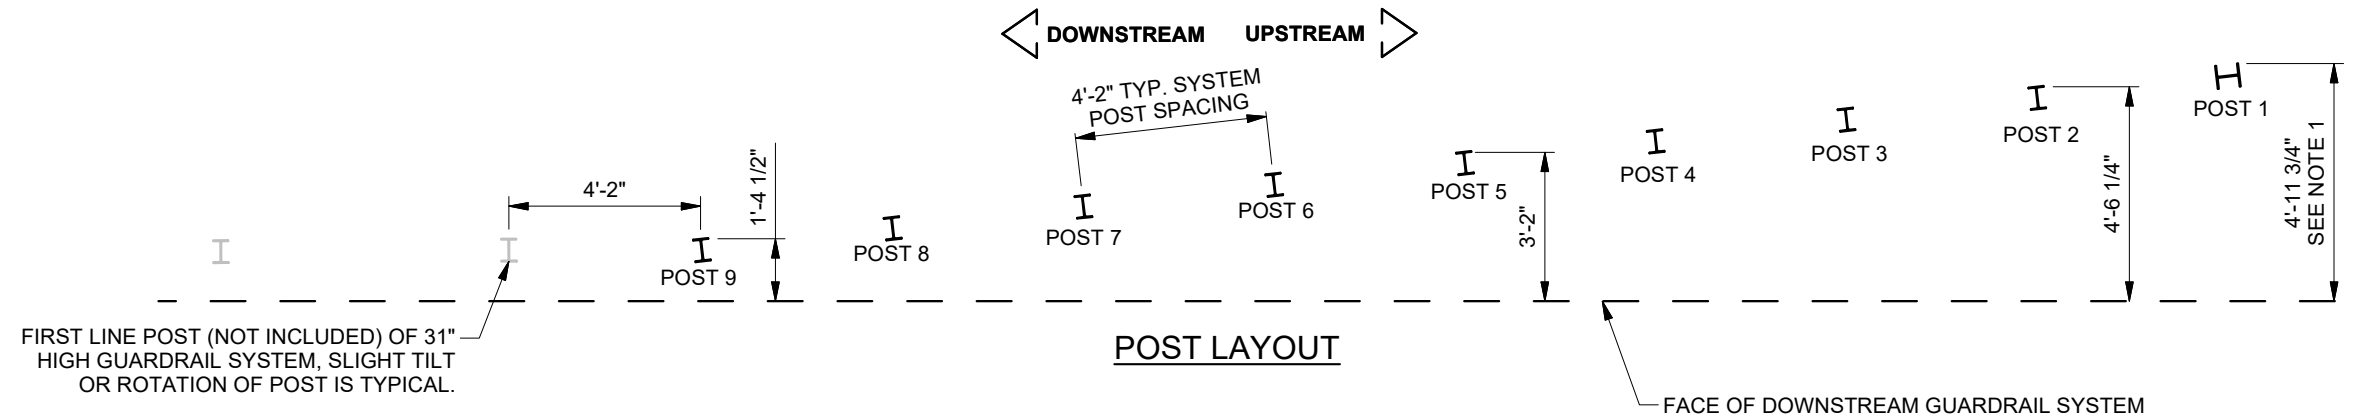 DOWNSTREAM UPSTREAM
4'-2" TYP. SYSTEM
POST SPACING
POST 1
POST 2
POST 3
POST 4
POST 5
POST 6
POST 7
POST 8
POST 9
4'-2"
1'-4 1/2"
3'-2"
4'-6 1/4"
4'-11 3/4"
SEE NOTE 1
FIRST LINE POST (NOT INCLUDED) OF 31"
HIGH GUARDRAIL SYSTEM, SLIGHT TILT
OR ROTATION OF POST IS TYPICAL.
POST LAYOUT
FACE OF DOWNSTREAM GUARDRAIL SYSTEM